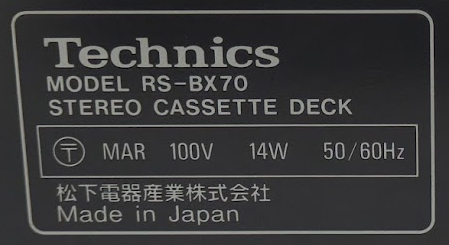 Technics
MODEL RS-BX70
STEREO CASSETTE DECK
〒 MAR 100V 14W 50/60Hz
松下電器産業株式会社
Made in Japan